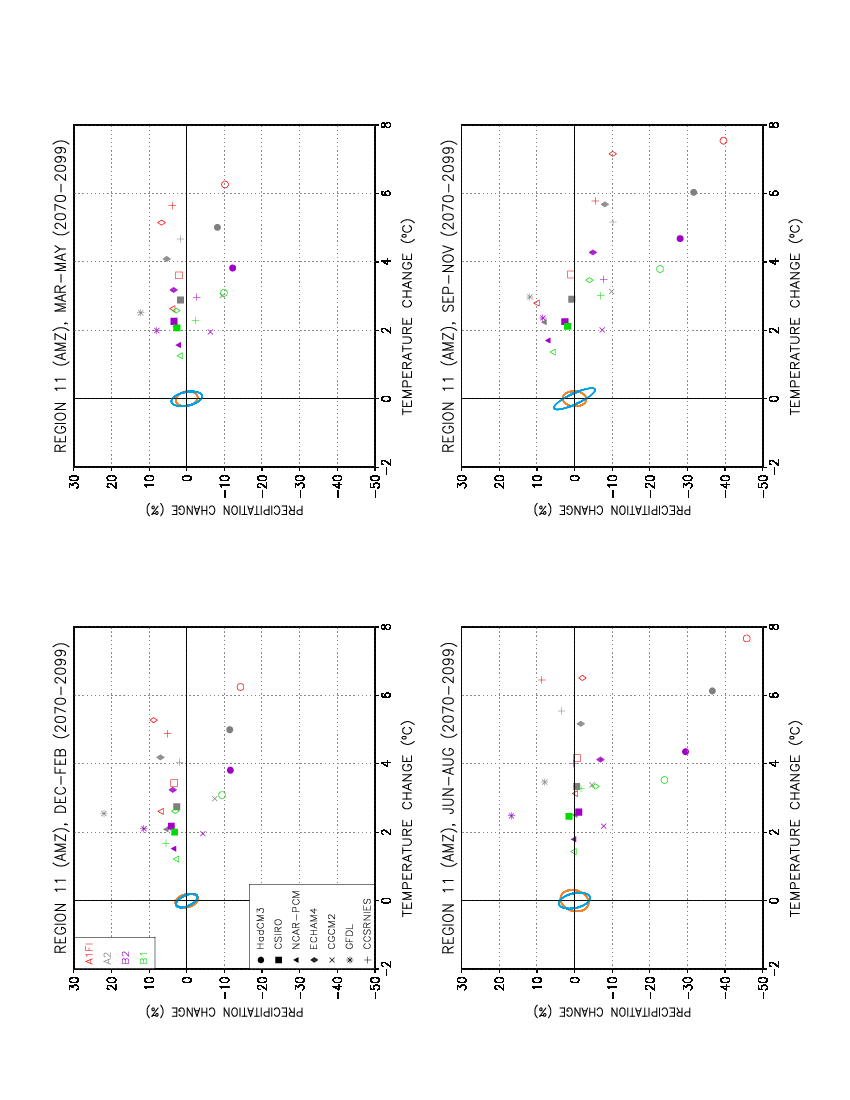 REGION 11 (AMZ), DEC-FEB (2070-2099)
PRECIPITATION CHANGE (%)
30
20
10
0
-10
-20
-30
-40
-50
-2
0
2
4
6
8
TEMPERATURE CHANGE (ºC)
A1FI
A2
B2
B1
HadCM3
CSIRO
NCAR-PCM
ECHAM4
CGCM2
GFDL
CCSRNIES
REGION 11 (AMZ), MAR-MAY (2070-2099)
PRECIPITATION CHANGE (%)
30
20
10
0
-10
-20
-30
-40
-50
-2
0
2
4
6
8
TEMPERATURE CHANGE (ºC)
REGION 11 (AMZ), JUN-AUG (2070-2099)
PRECIPITATION CHANGE (%)
30
20
10
0
-10
-20
-30
-40
-50
-2
0
2
4
6
8
TEMPERATURE CHANGE (ºC)
REGION 11 (AMZ), SEP-NOV (2070-2099)
PRECIPITATION CHANGE (%)
30
20
10
0
-10
-20
-30
-40
-50
-2
0
2
4
6
8
TEMPERATURE CHANGE (ºC)